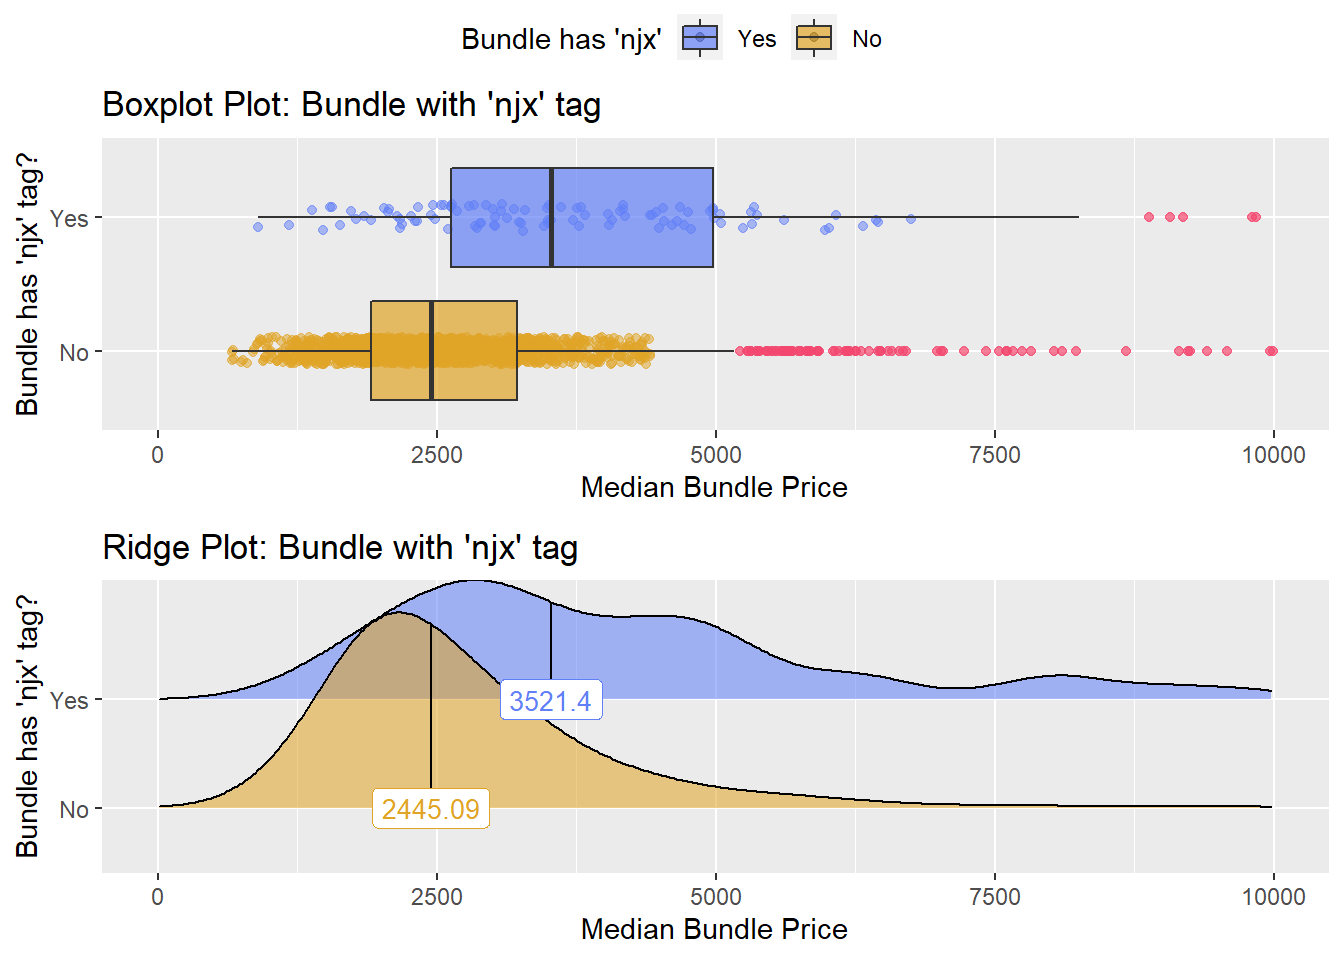 Bundle has 'njx' Yes No
Boxplot Plot: Bundle with 'njx' tag
Bundle has 'njx' tag?
Yes
No
0 2500 5000 7500 10000
Median Bundle Price
Ridge Plot: Bundle with 'njx' tag
Bundle has 'njx' tag?
Yes
3521.4
No
2445.09
0 2500 5000 7500 10000
Median Bundle Price